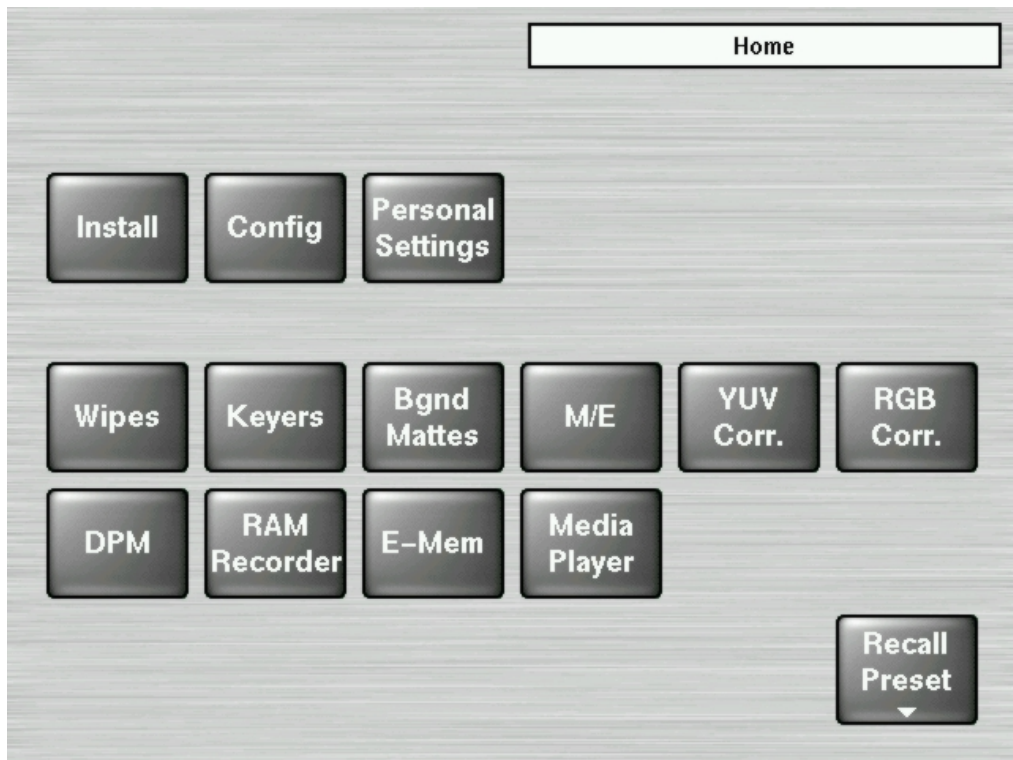 Home
Install
Config
Personal
Settings
Wipes
Keyers
Bgnd
Mattes
M/E
YUV
Corr.
RGB
Corr.
DPM
RAM
Recorder
E-Mem
Media
Player
Recall
Preset